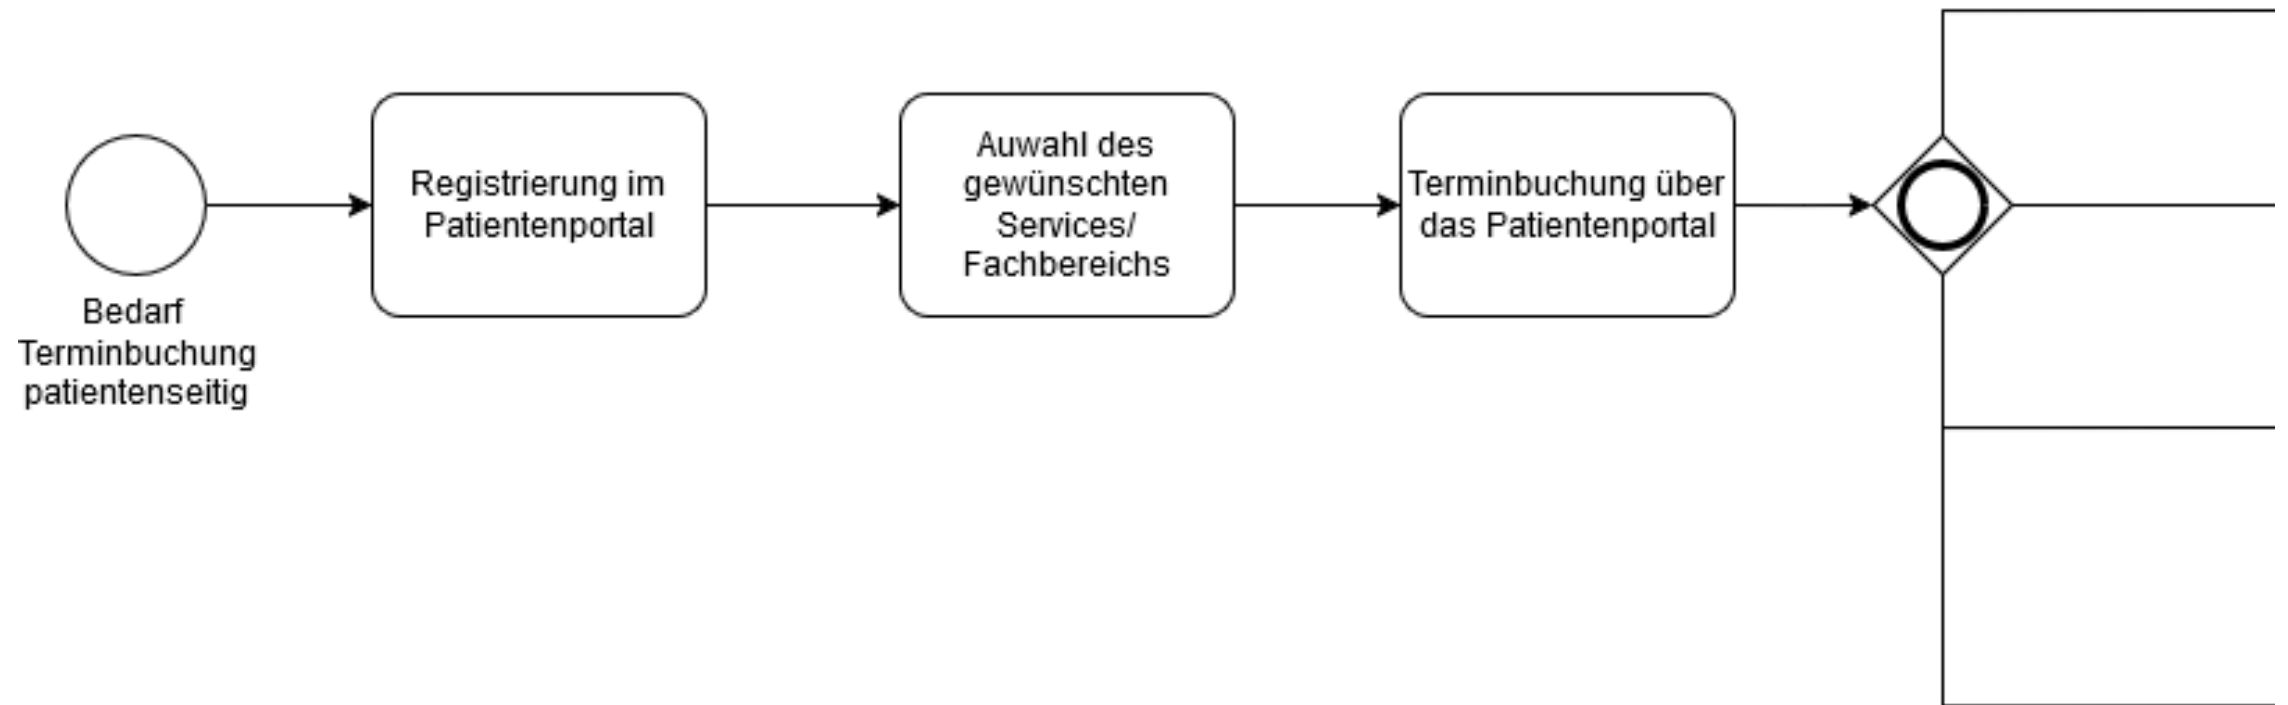 Bedarf
Terminbuchung
patientenseitig
Registrierung im
Patientenportal
Auwahl des
gewünschten
Services/
Fachbereichs
Terminbuchung über
das Patientenportal